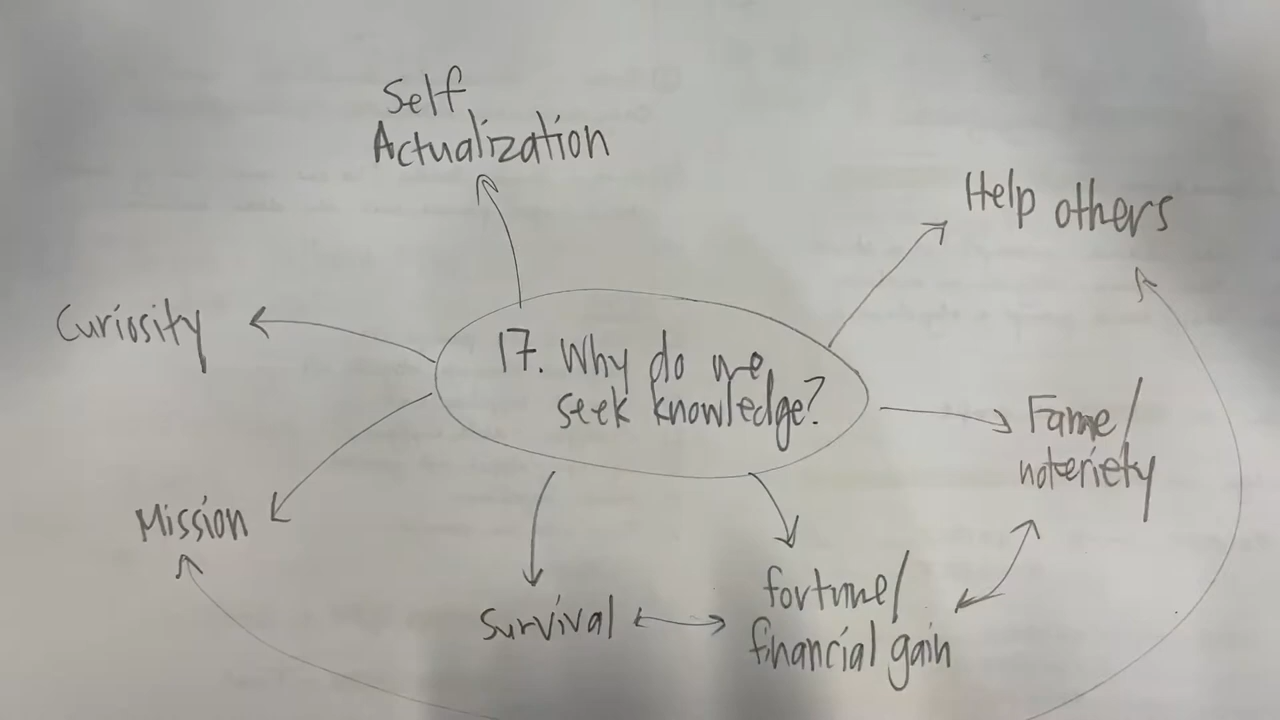 Self
Actualization
Help others
Curiosity
17. Why do we
seek knowledge?
Fame/
noteriety
Mission
Survival
fortune/
financial gain